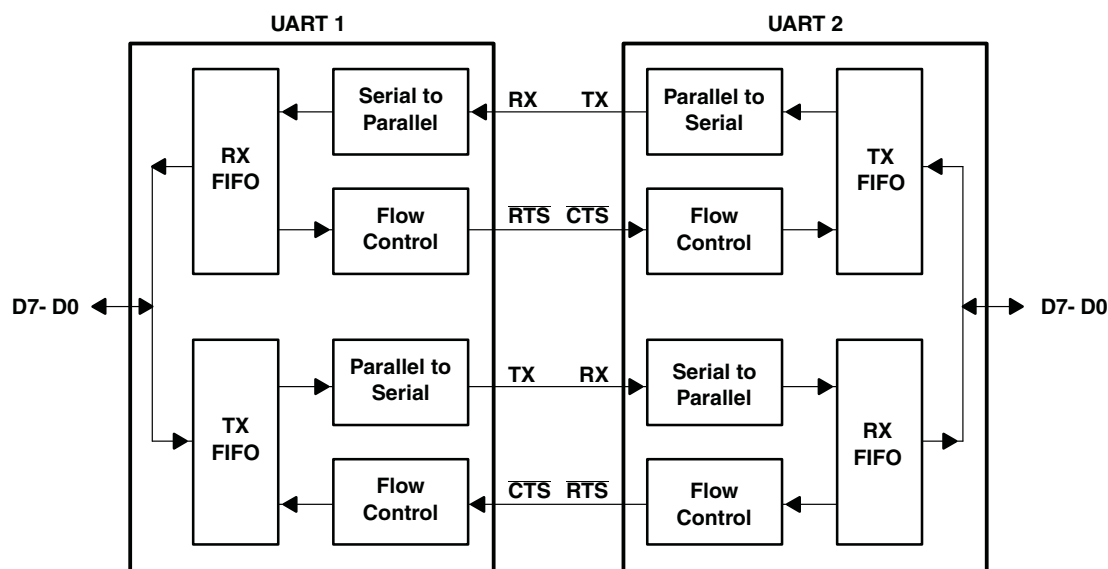 UART 1
UART 2
Serial to
Parallel
RX TX
Parallel to
Serial
RX
FIFO
TX
FIFO
Flow
Control
RTS CTS
Flow
Control
D7- D0
D7- D0
Parallel to
Serial
TX RX
Serial to
Parallel
TX
FIFO
RX
FIFO
Flow
Control
CTS RTS
Flow
Control